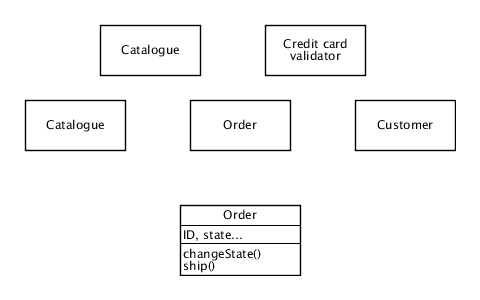 Catalogue
Credit card
validator
Catalogue
Order
Customer
Order
ID, state...
changeState()
ship()